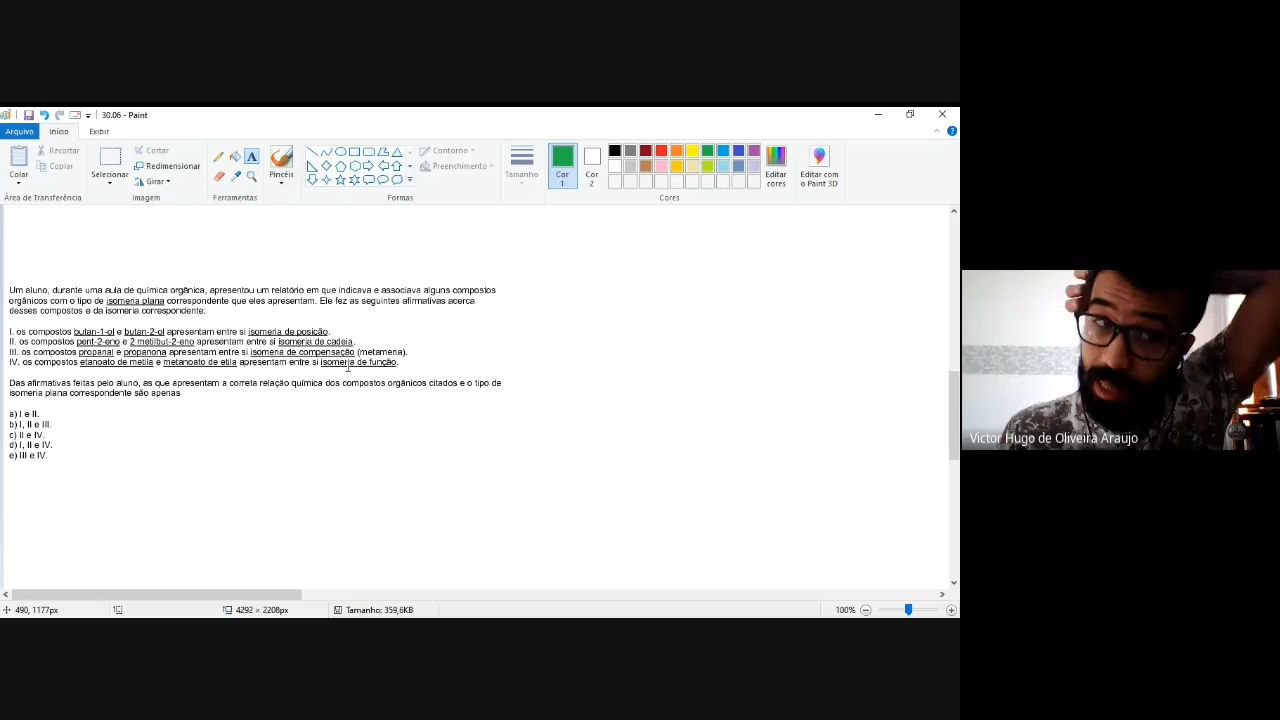 30.06 - Paint
Arquivo Início Exibir
Colar
Recortar
Copiar
Área de Transferência
Selecionar
Cortar
Redimensionar
Girar
Imagem
A
Ferramentas
Pincéis
Contorno
Preenchimento
Formas
Tamanho
Cor 1
Cor 2
Editar cores
Cores
Editar com o Paint 3D
Um aluno, durante uma aula de química orgânica, apresentou um relatório em que indicava e associava alguns compostos
orgânicos com o tipo de isomeria plana correspondente que eles apresentam. Ele fez as seguintes afirmativas acerca
desses compostos e da isomeria correspondente:
I. os compostos butan-1-ol e butan-2-ol apresentam entre si isomeria de posição.
II. os compostos pent-2-eno e 2 metilbut-2-eno apresentam entre si isomeria de cadeia.
III. os compostos propanal e propanona apresentam entre si isomeria de compensação (metameria).
IV. os compostos etanoato de metila e metanoato de etila apresentam entre si isomeria de função.
Das afirmativas feitas pelo aluno, as que apresentam a correta relação química dos compostos orgânicos citados e o tipo de
isomeria plana correspondente são apenas
a) I e II.
b) I, II e III.
c) II e IV.
d) I, II e IV.
e) III e IV.
Victor Hugo de Oliveira Araujo
490, 1177px
4292 × 2208px
Tamanho: 359,6KB
100%